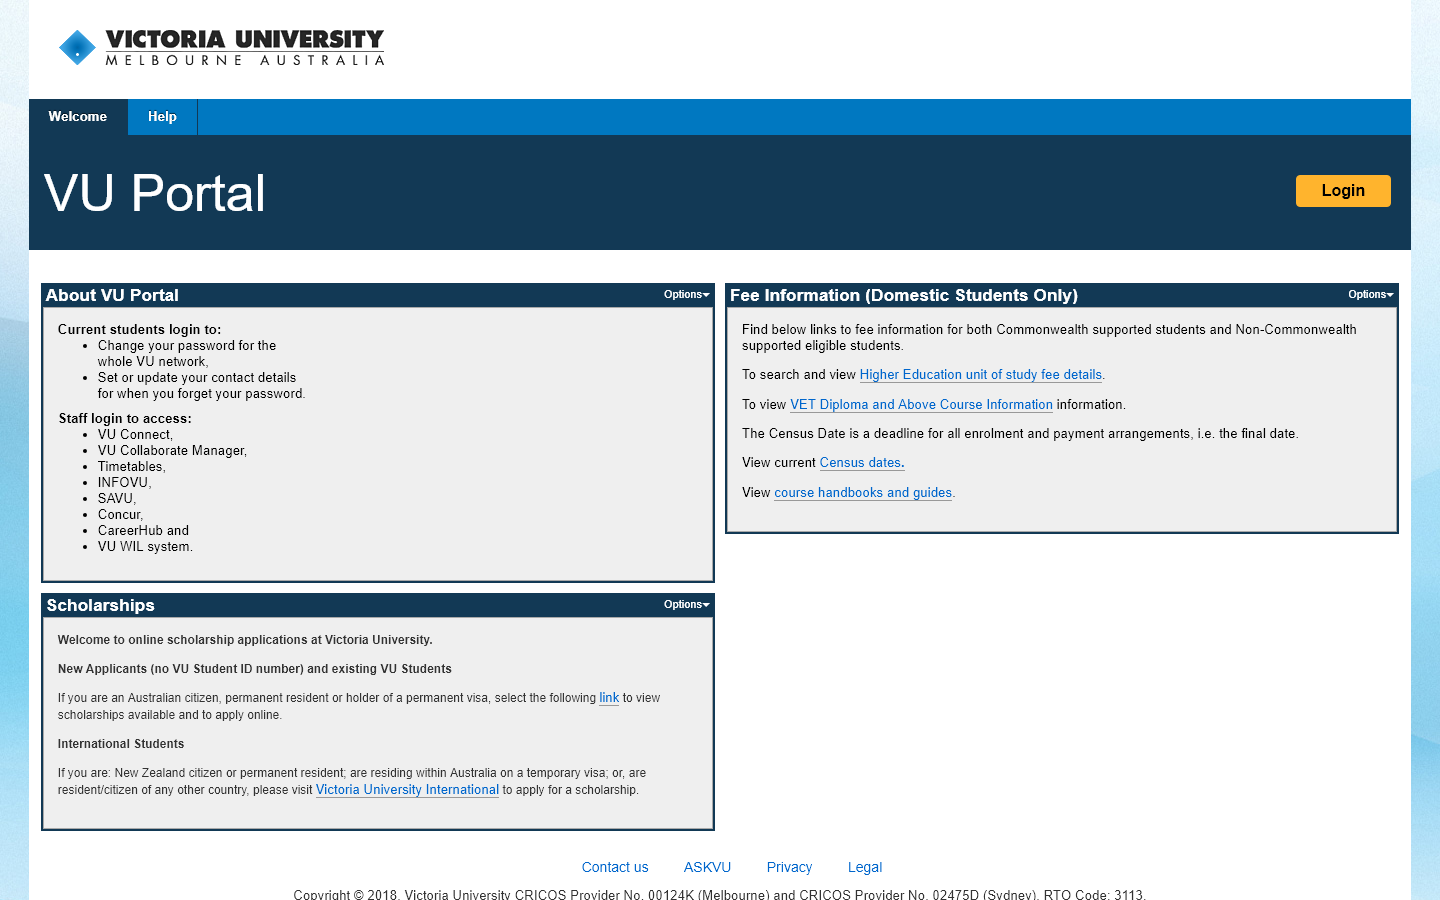 VICTORIA UNIVERSITY
MELBOURNE AUSTRALIA
Welcome
Help
VU Portal
Login
About VU Portal
Options
Current students login to:
Change your password for the
whole VU network,
Set or update your contact details
for when you forget your password.
Staff login to access:
VU Connect,
VU Collaborate Manager,
Timetables,
INFOVU,
SAVU,
Concur,
CareerHub and
VU WIL system.
Fee Information (Domestic Students Only)
Options
Find below links to fee information for both Commonwealth supported students and Non-Commonwealth
supported eligible students.
To search and view Higher Education unit of study fee details.
To view VET Diploma and Above Course Information information.
The Census Date is a deadline for all enrolment and payment arrangements, i.e. the final date.
View current Census dates.
View course handbooks and guides.
Scholarships
Options
Welcome to online scholarship applications at Victoria University.
New Applicants (no VU Student ID number) and existing VU Students
If you are an Australian citizen, permanent resident or holder of a permanent visa, select the following link to view
scholarships available and to apply online.
International Students
If you are: New Zealand citizen or permanent resident; are residing within Australia on a temporary visa; or, are
resident/citizen of any other country, please visit Victoria University International to apply for a scholarship.
Contact us
ASKVU
Privacy
Legal
Copyright © 2018. Victoria University CRICOS Provider No. 00124K (Melbourne) and CRICOS Provider No. 02475D (Sydney). RTO Code: 3113.